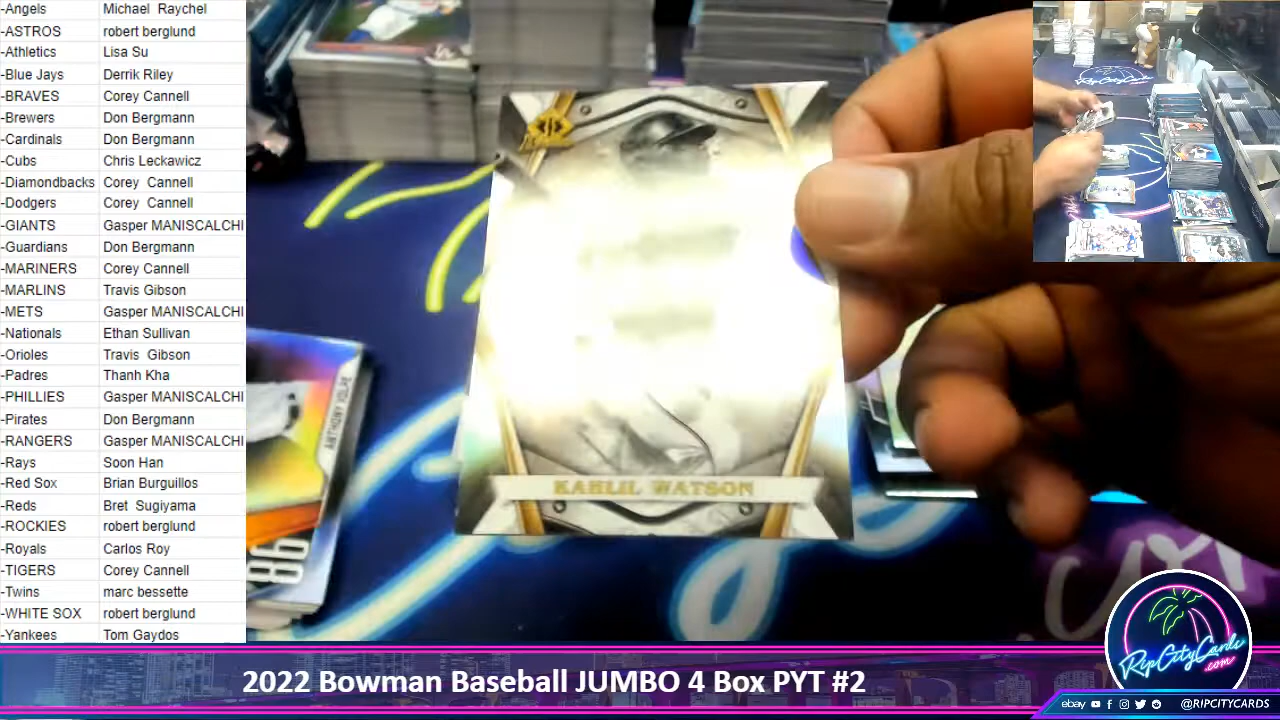 -Angels Michael Raychel
-ASTROS robert berglund
-Athletics Lisa Su
-Blue Jays Derrik Riley
-BRAVES Corey Cannell
-Brewers Don Bergmann
-Cardinals Don Bergmann
-Cubs Chris Leckawicz
-Diamondbacks Corey Cannell
-Dodgers Corey Cannell
-GIANTS Gasper MANISCALCHI
-Guardians Don Bergmann
-MARINERS Corey Cannell
-MARLINS Travis Gibson
-METS Gasper MANISCALCHI
-Nationals Ethan Sullivan
-Orioles Travis Gibson
-Padres Thanh Kha
-PHILLIES Gasper MANISCALCHI
-Pirates Don Bergmann
-RANGERS Gasper MANISCALCHI
-Rays Soon Han
-Red Sox Brian Burguillos
-Reds Bret Sugiyama
-ROCKIES robert berglund
-Royals Carlos Roy
-TIGERS Corey Cannell
-Twins marc bessette
-WHITE SOX robert berglund
-Yankees Tom Gaydos
KAHLIL WATSON
ANTHONY VOLPE
98
RipCityCards
.com
2022 Bowman Baseball JUMBO 4 Box PYT #2
ebay @RIPCITYCARDS